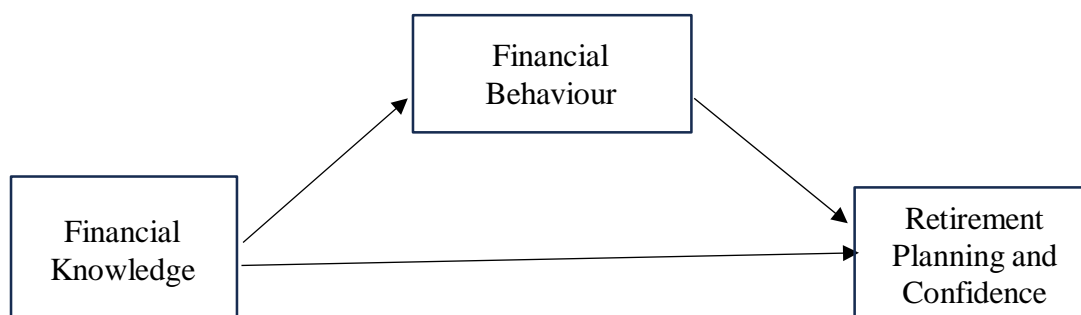 Financial
Behaviour
Financial
Knowledge
Retirement
Planning and
Confidence